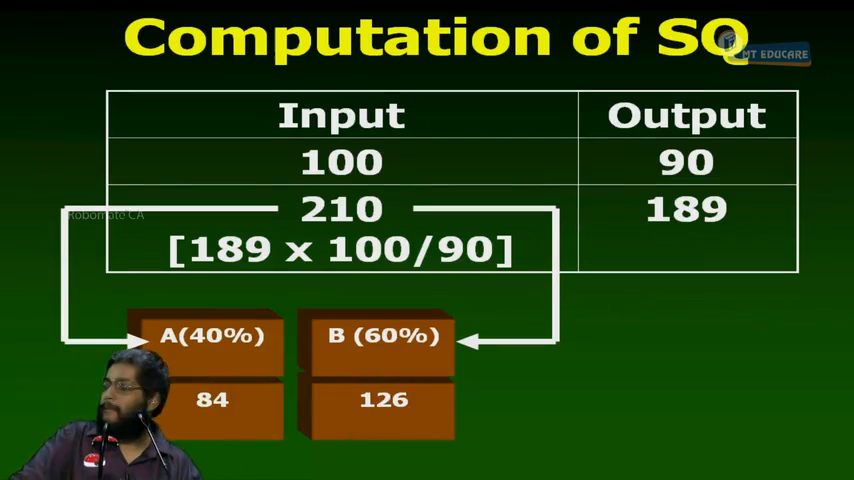 Computation of SQ
MT EDUCARE
Input Output
100 90
210 189
Robomate CA
[189 x 100/90]
A(40%) B (60%)
84 126